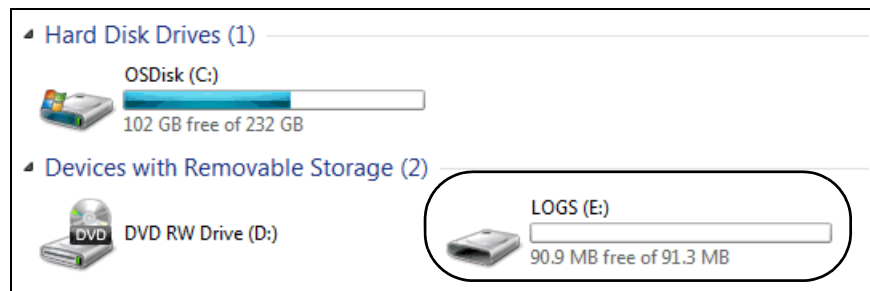 Hard Disk Drives (1)
OSDisk (C:)
102 GB free of 232 GB
Devices with Removable Storage (2)
DVD
DVD RW Drive (D:)
LOGS (E:)
90.9 MB free of 91.3 MB